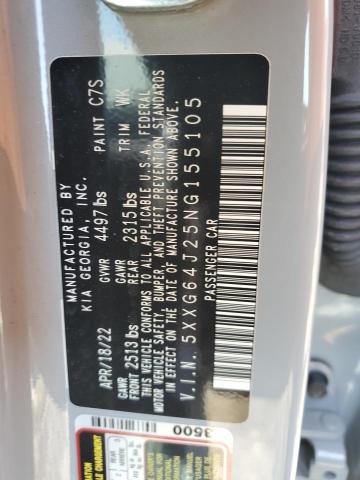 MANUFACTURED BY
KIA GEORGIA, INC.
APR/18/22 GVWR 4497 lbs PAINT C7S
GAWR FRONT 2513 lbs GAWR REAR 2315 lbs TRIM WK
THIS VEHICLE CONFORMS TO ALL APPLICABLE U.S.A. FEDERAL
MOTOR VEHICLE SAFETY, BUMPER, AND THEFT PREVENTION STANDARDS
IN EFFECT ON THE DATE OF MANUFACTURE SHOWN ABOVE.
V.I.N. 5XXG64J25NG155105
PASSENGER CAR
3500
REAR